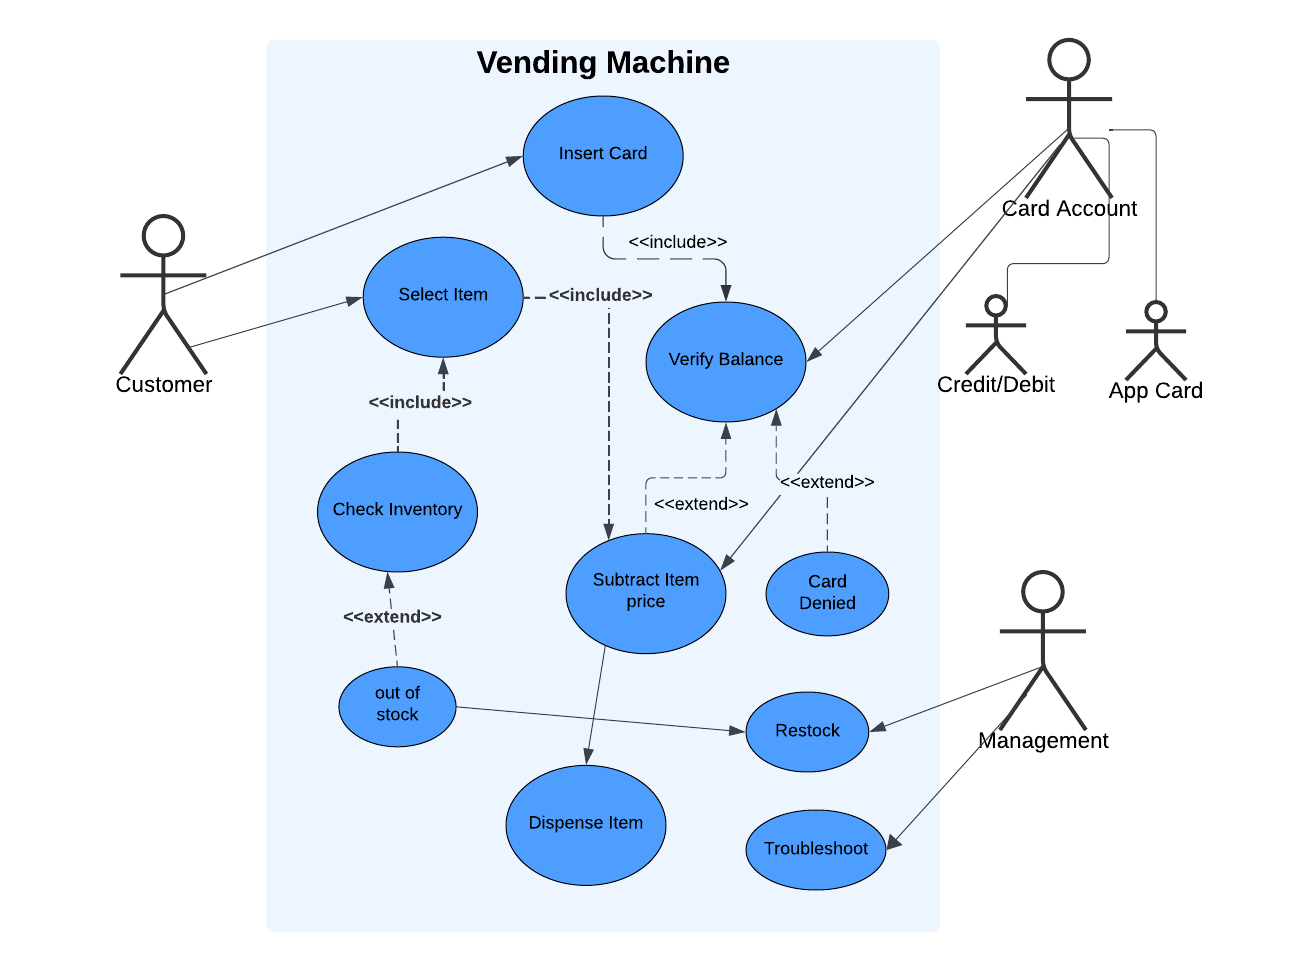 Vending Machine
Insert Card
Card Account
<<include>>
Select Item
<<include>>
Verify Balance
Customer
Credit/Debit
App Card
<<include>>
<<extend>>
<<extend>>
Check Inventory
Subtract Item
price
Card
Denied
<<extend>>
out of
stock
Restock
Management
Dispense Item
Troubleshoot